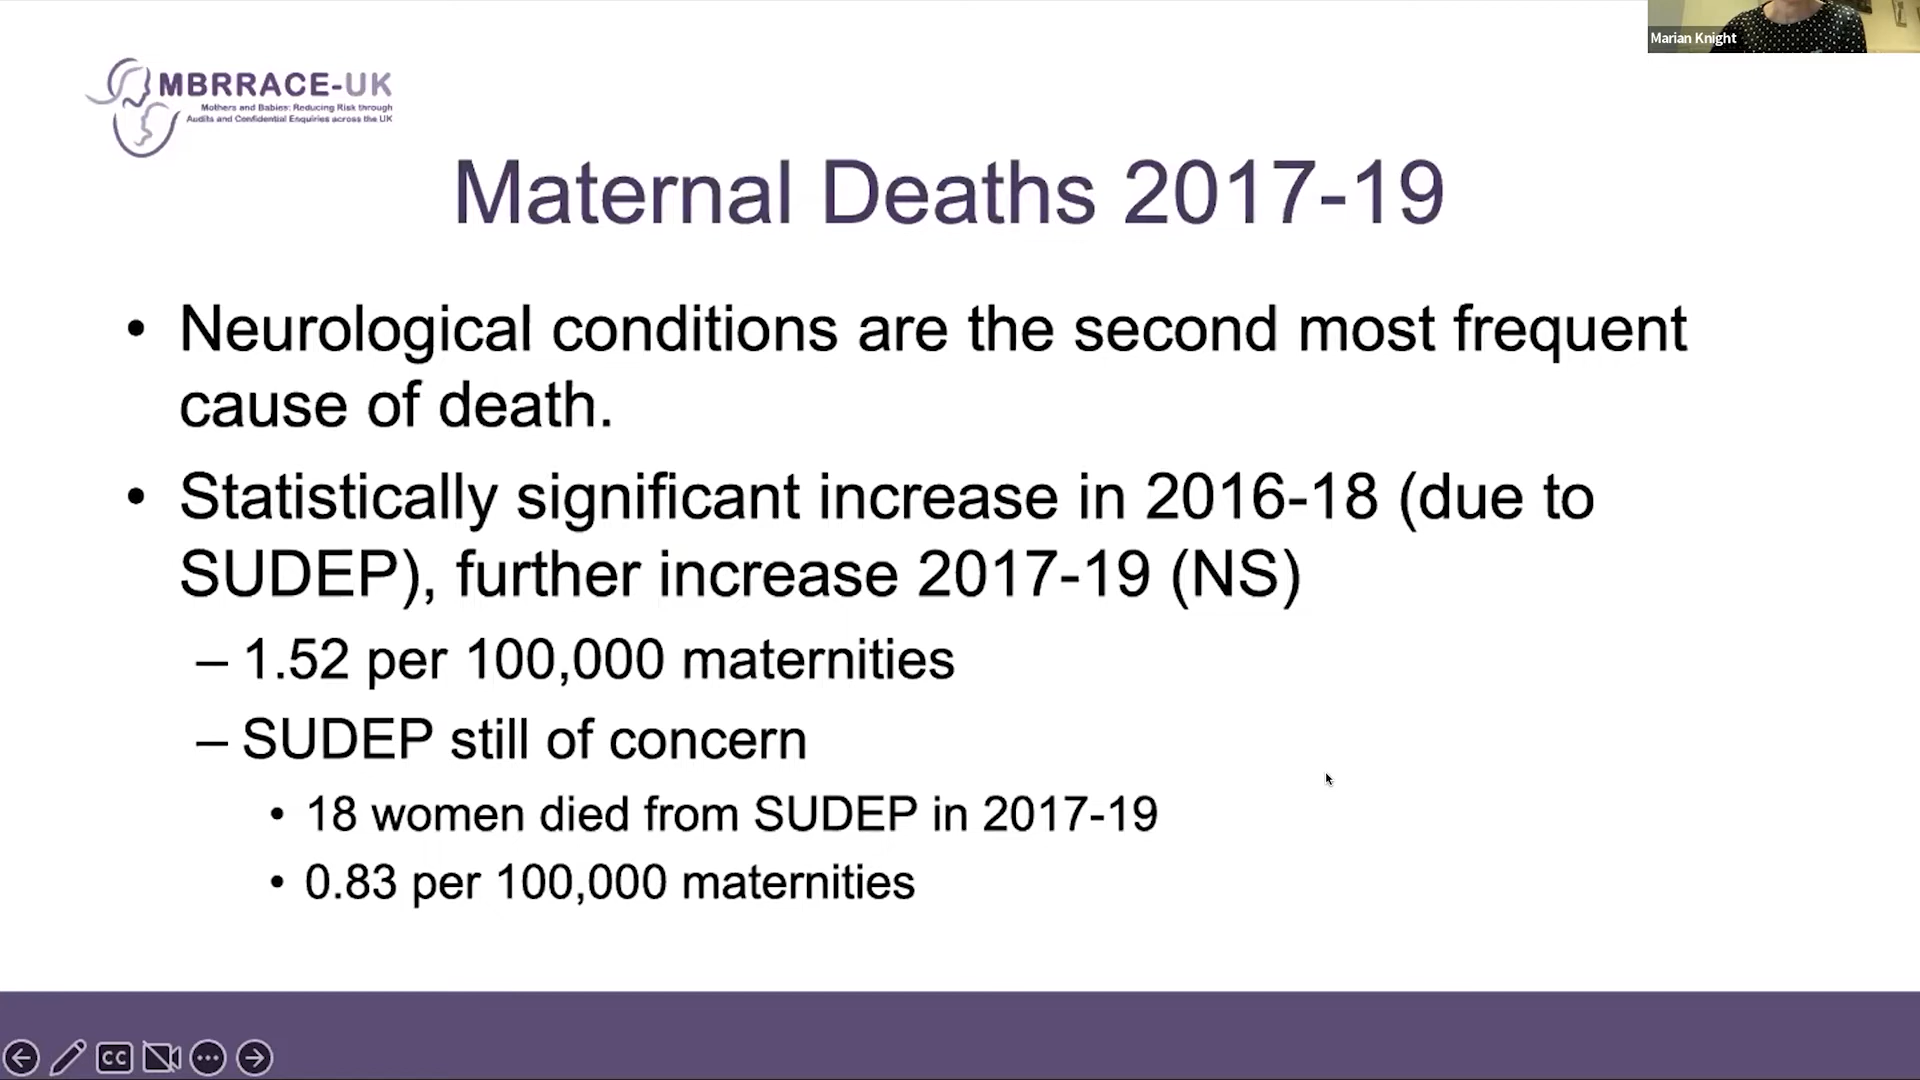 Marian Knight
MBRRACE-UK
Mothers and Babies: Reducing Risk through
Audits and Confidential Enquiries across the UK
Maternal Deaths 2017-19
• Neurological conditions are the second most frequent
cause of death.
• Statistically significant increase in 2016-18 (due to
SUDEP), further increase 2017-19 (NS)
– 1.52 per 100,000 maternities
– SUDEP still of concern
• 18 women died from SUDEP in 2017-19
• 0.83 per 100,000 maternities
CC